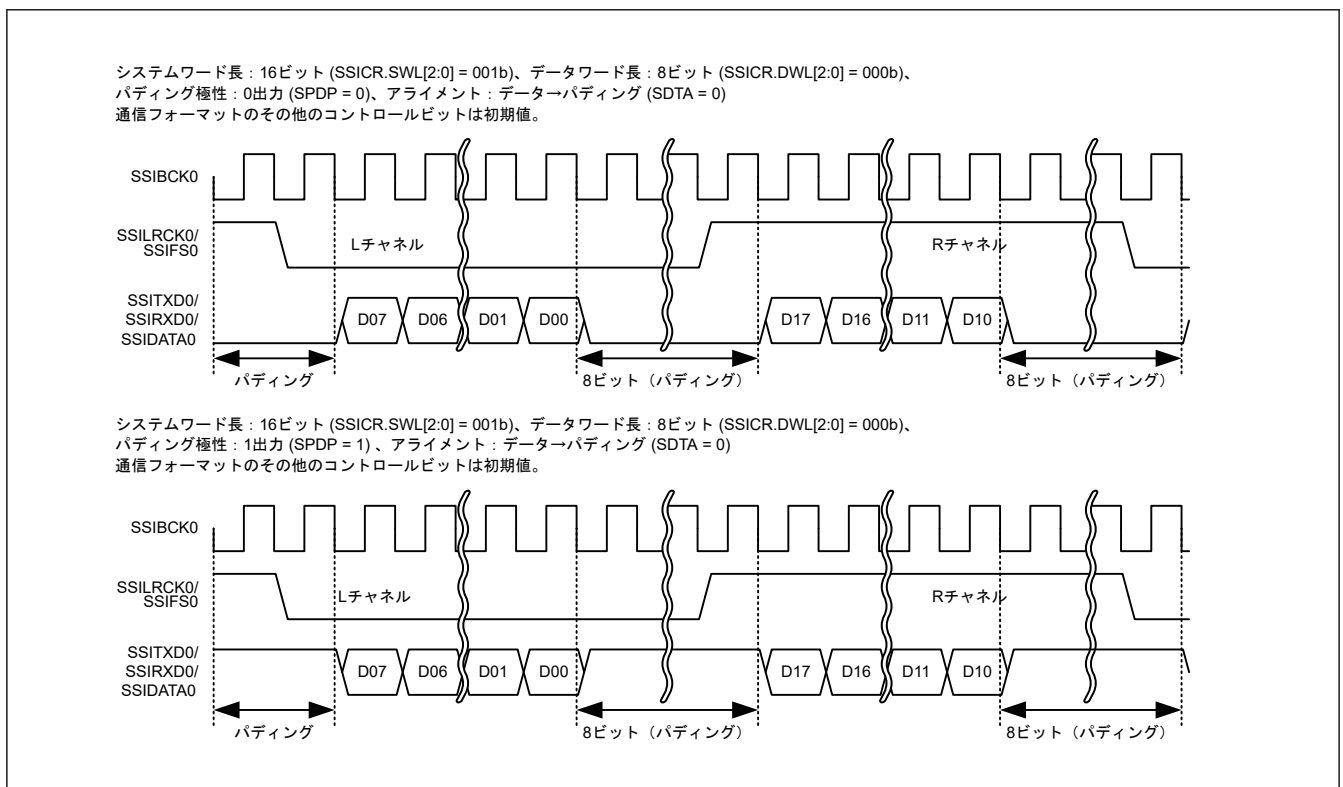 システムワード長：16ビット (SSICR.SWL[2:0] = 001b)、データワード長：8ビット (SSICR.DWL[2:0] = 000b)、
パディング極性：0出力 (SPDP = 0)、アライメント：データ→パディング (SDTA = 0)
通信フォーマットのその他のコントロールビットは初期値。
SSIBCK0
SSILRCK0/
SSIFS0
Lチャネル
Rチャネル
SSITXD0/
SSIRXD0/
SSIDATA0
D07 D06 D01 D00 D17 D16 D11 D10
パディング 8ビット（パディング） 8ビット（パディング）
システムワード長：16ビット (SSICR.SWL[2:0] = 001b)、データワード長：8ビット (SSICR.DWL[2:0] = 000b)、
パディング極性：1出力 (SPDP = 1) 、アライメント：データ→パディング (SDTA = 0)
通信フォーマットのその他のコントロールビットは初期値。
SSIBCK0
SSILRCK0/
SSIFS0
Lチャネル
Rチャネル
SSITXD0/
SSIRXD0/
SSIDATA0
D07 D06 D01 D00 D17 D16 D11 D10
パディング 8ビット（パディング） 8ビット（パディング）